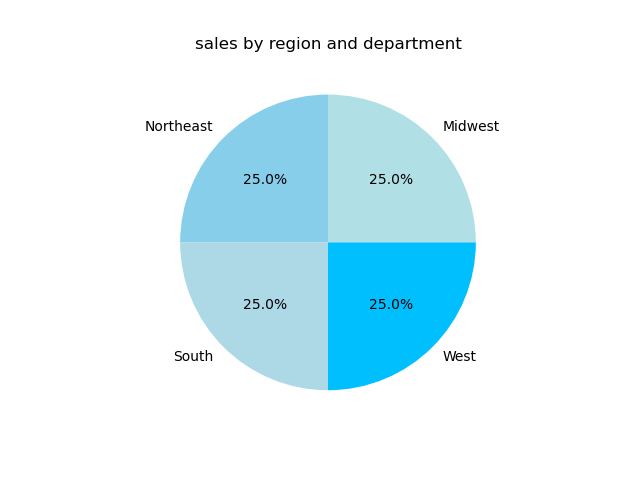 sales by region and department
Northeast
Midwest
25.0%
25.0%
25.0%
25.0%
South
West